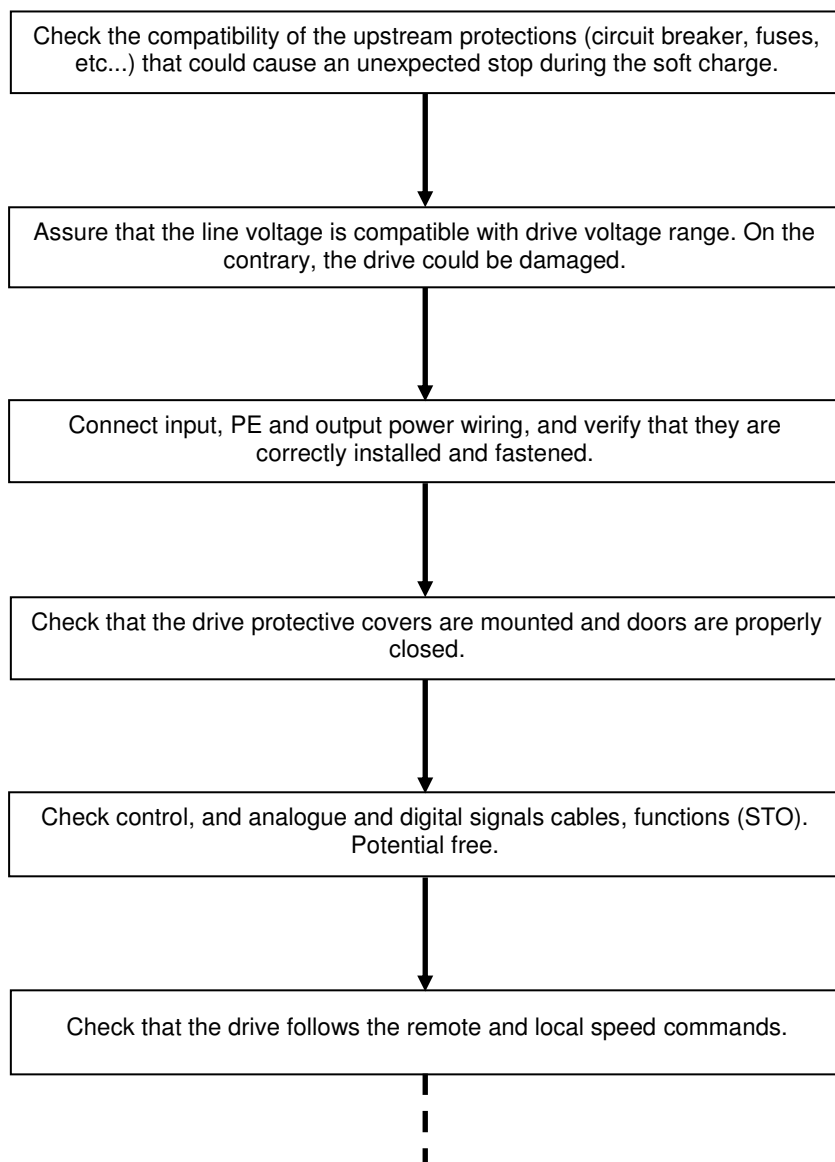 Check the compatibility of the upstream protections (circuit breaker, fuses,
etc...) that could cause an unexpected stop during the soft charge.
Assure that the line voltage is compatible with drive voltage range. On the
contrary, the drive could be damaged.
Connect input, PE and output power wiring, and verify that they are
correctly installed and fastened.
Check that the drive protective covers are mounted and doors are properly
closed.
Check control, and analogue and digital signals cables, functions (STO).
Potential free.
Check that the drive follows the remote and local speed commands.